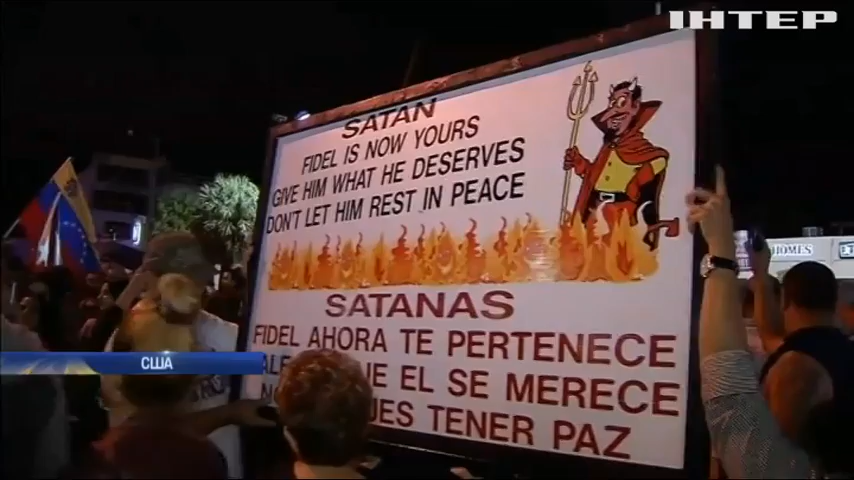 ІНТЕР
SATAN
FIDEL IS NOW YOURS
GIVE HIM WHAT HE DESERVES
DON'T LET HIM REST IN PEACE
SATANAS
FIDEL AHORA TE PERTENECE
EL SE MERECE
TENER PAZ
HOMES
США